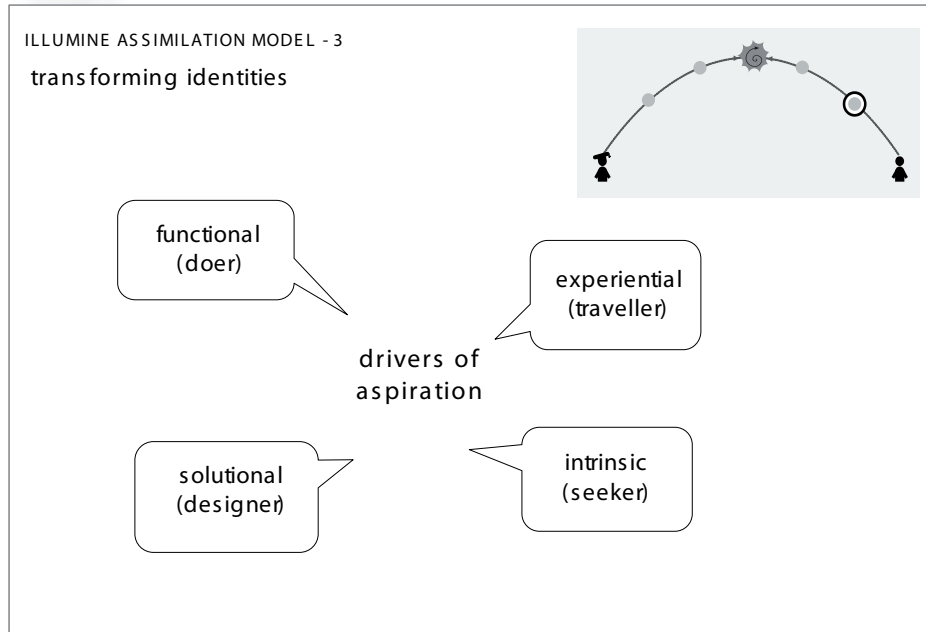 ILLUMINE ASSIMILATION MODEL - 3
transforming identities
functional
(doer)
experiential
(traveller)
drivers of
aspiration
solutional
(designer)
intrinsic
(seeker)